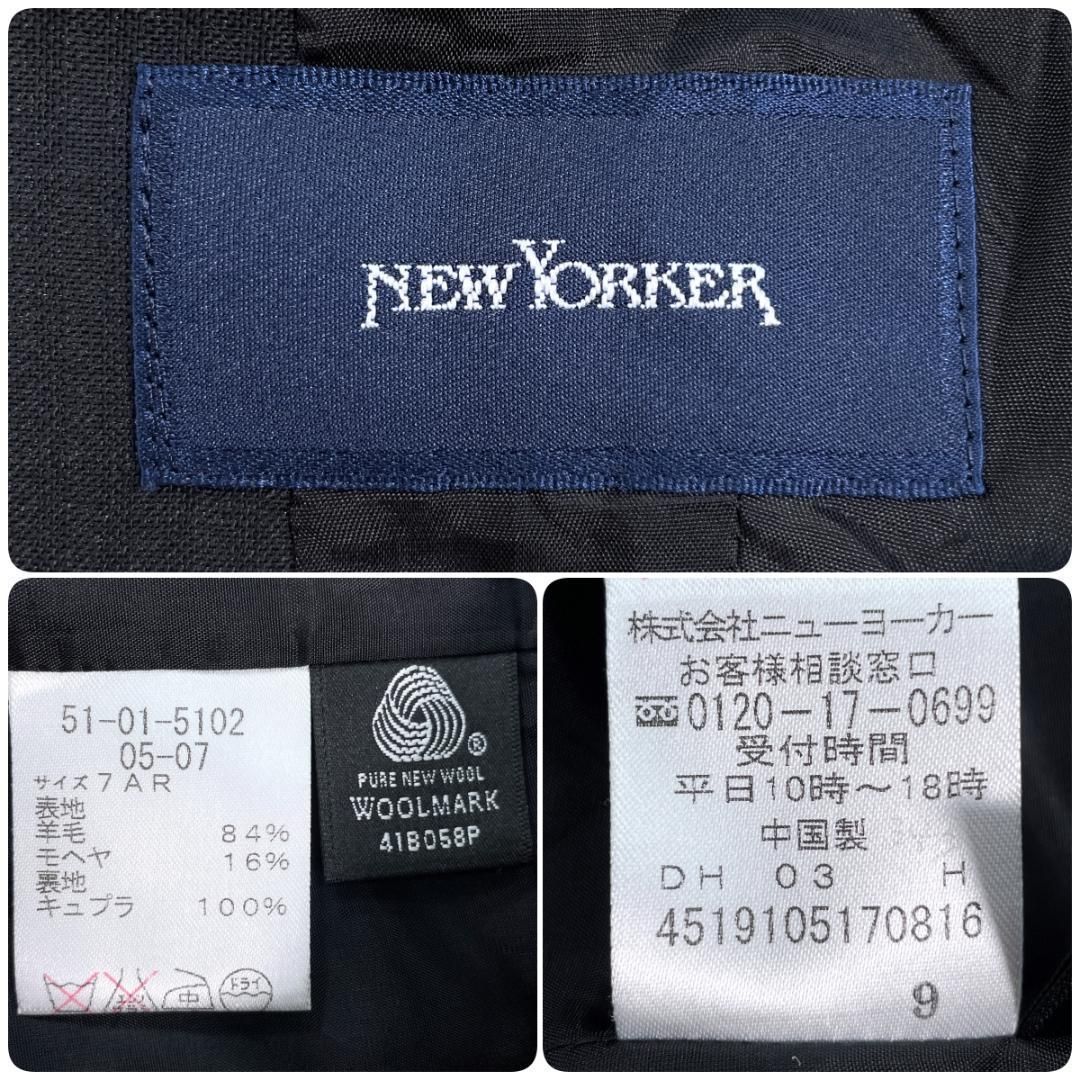 NEW YORKER
51-01-5102
05-07
サイズ7AR
表地
羊毛 84%
モヘヤ 16%
裏地
キュプラ 100%
中
ドライ
®
PURE NEW WOOL
WOOLMARK
41B058P
株式会社ニューヨーカー
お客様相談窓口
0120-17-0699
受付時間
平日10時〜18時
中国製
DH 03 H
4519105170816
9